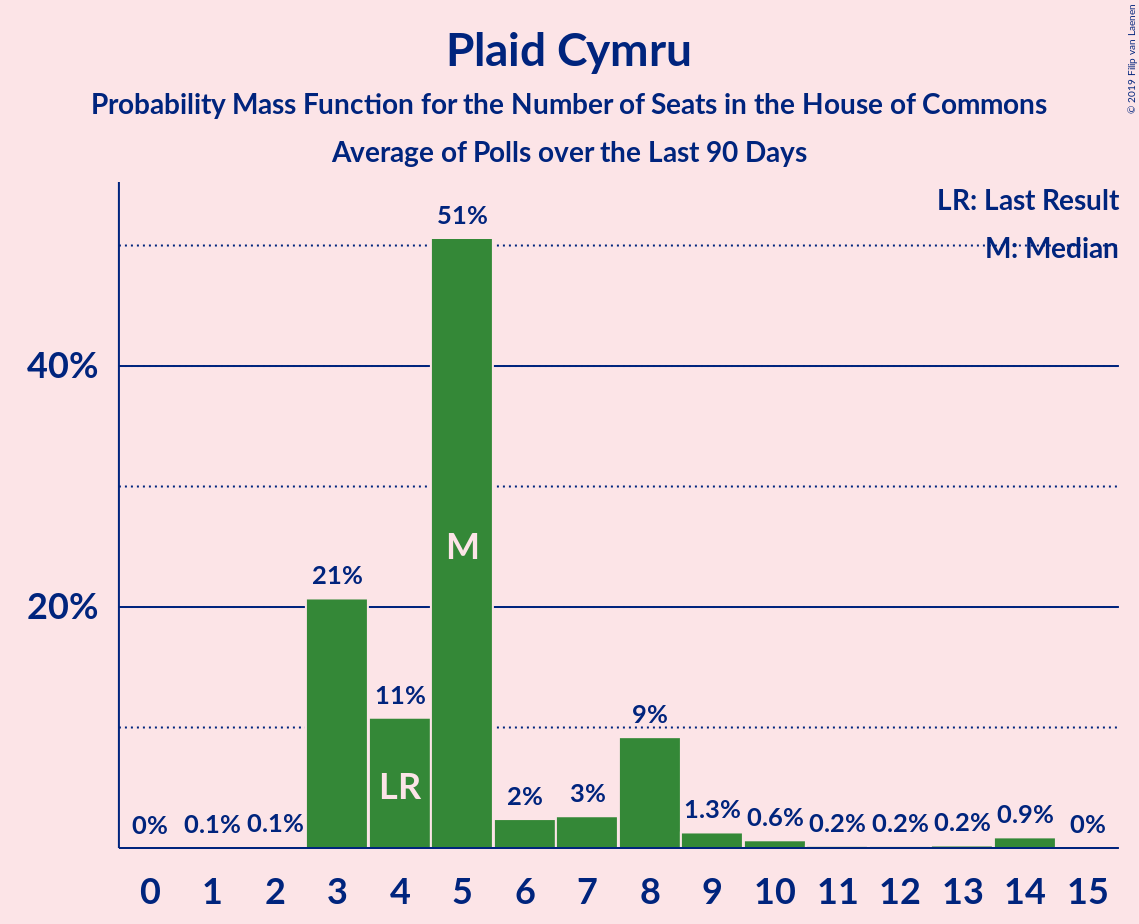 Plaid Cymru
Probability Mass Function for the Number of Seats in the House of Commons
Average of Polls over the Last 90 Days
© 2019 Filip van Laenen
LR: Last Result
M: Median
40%
20%
0% 0.1% 0.1% 21% 11% 51% 2% 3% 9% 1.3% 0.6% 0.2% 0.2% 0.2% 0.9% 0%
M
LR
0 1 2 3 4 5 6 7 8 9 10 11 12 13 14 15